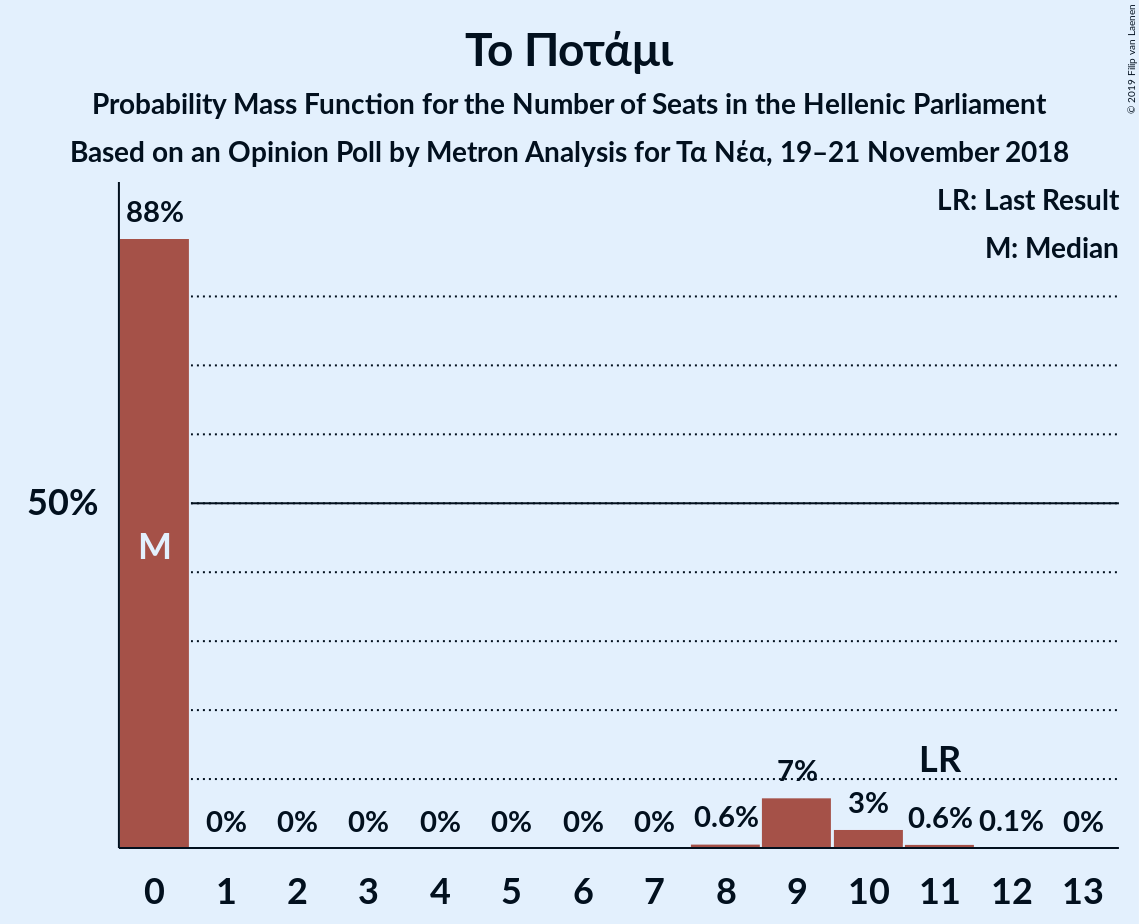 © 2019 Filip van Laenen
Το Ποτάμι
Probability Mass Function for the Number of Seats in the Hellenic Parliament
Based on an Opinion Poll by Metron Analysis for Τα Νέα, 19–21 November 2018
LR: Last Result
M: Median
88%
50%
M
LR
7%
3%
0% 0% 0% 0% 0% 0% 0% 0.6% 0.6% 0.1% 0%
0 1 2 3 4 5 6 7 8 9 10 11 12 13